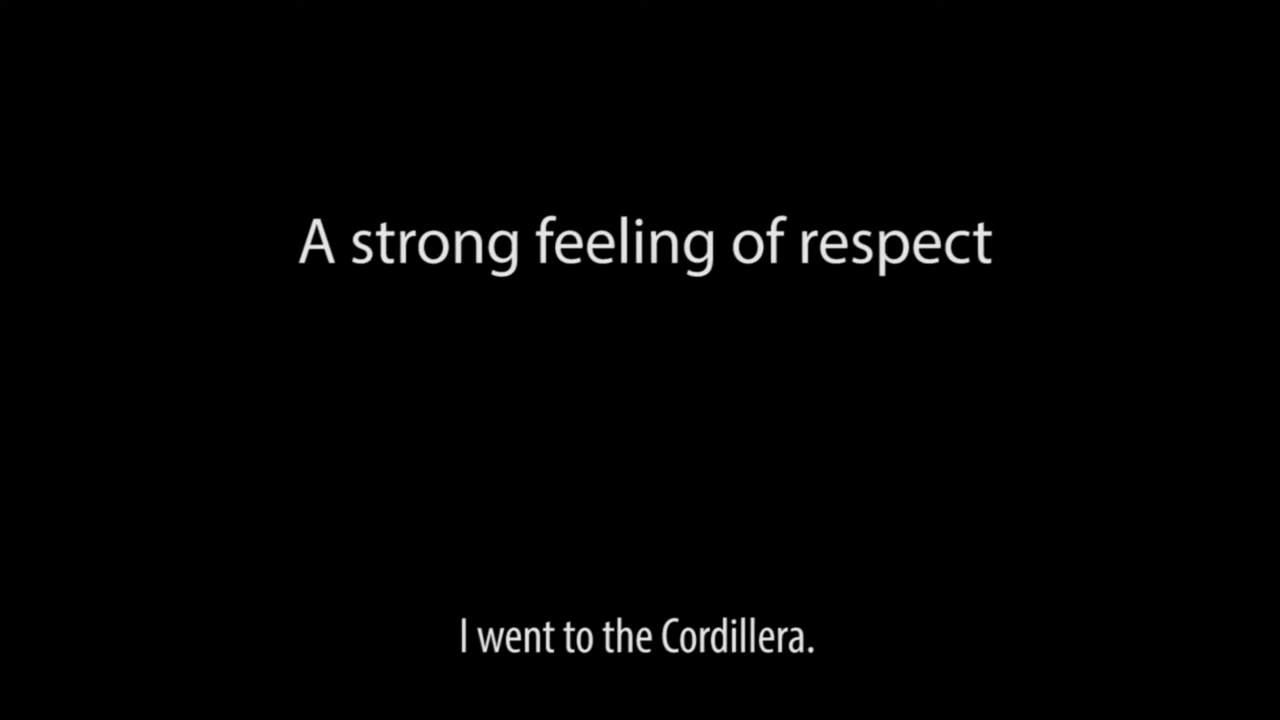 A strong feeling of respect
I went to the Cordillera.